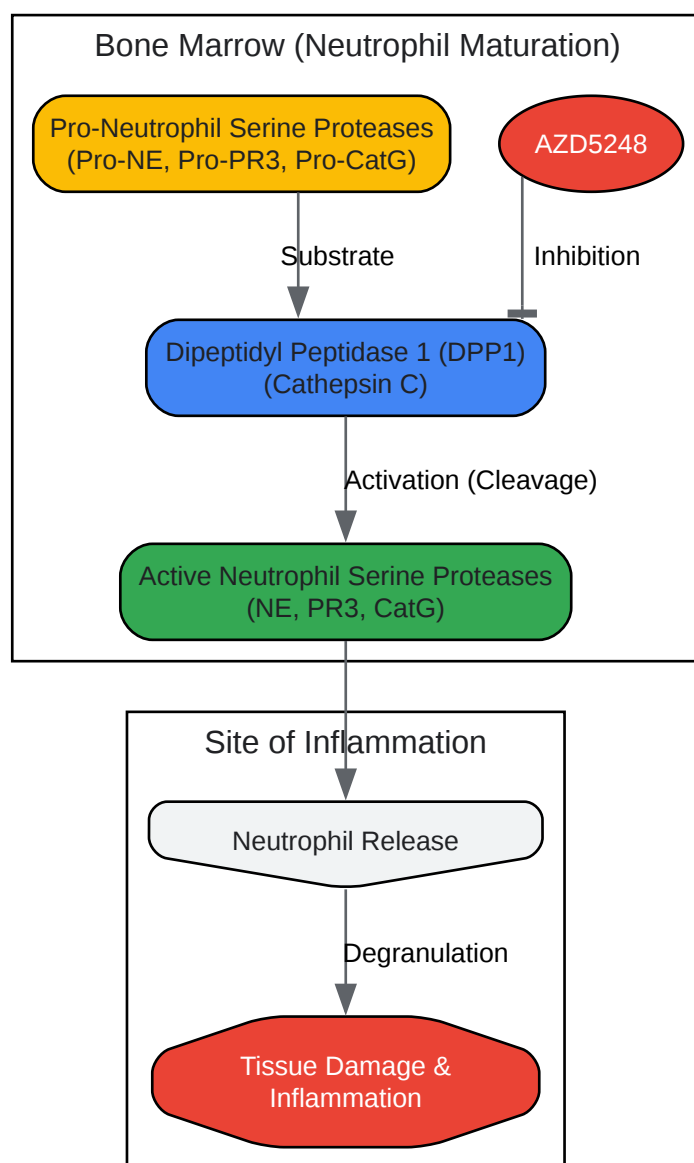 Bone Marrow (Neutrophil Maturation)
Pro-Neutrophil Serine Proteases
(Pro-NE, Pro-PR3, Pro-CatG)
AZD5248
Substrate
Inhibition
Dipeptidyl Peptidase 1 (DPP1)
(Cathepsin C)
Activation (Cleavage)
Active Neutrophil Serine Proteases
(NE, PR3, CatG)
Site of Inflammation
Neutrophil Release
Degranulation
Tissue Damage &
Inflammation